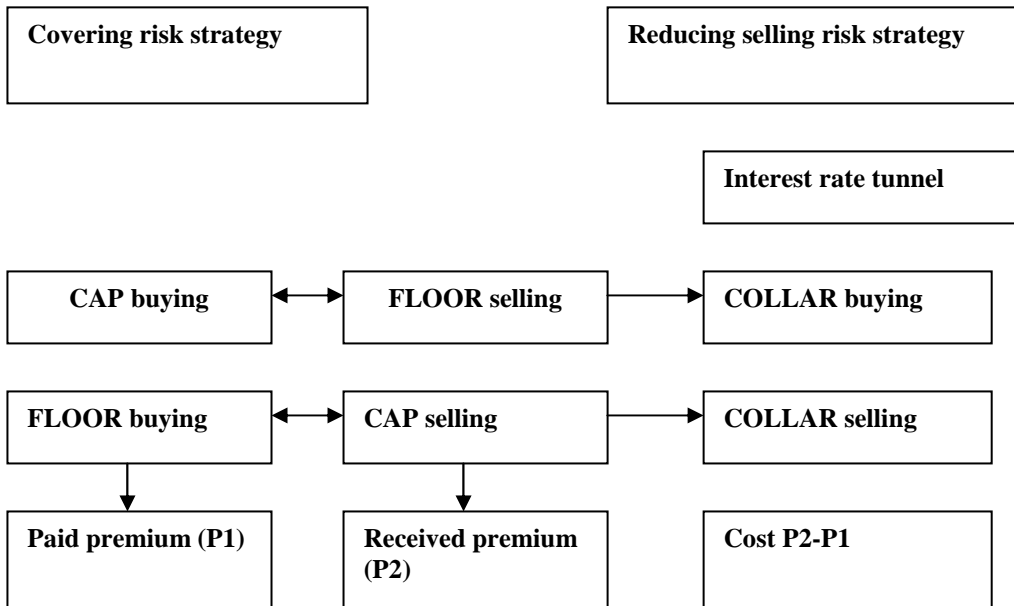 Covering risk strategy
Reducing selling risk strategy
Interest rate tunnel
CAP buying
FLOOR selling
COLLAR buying
FLOOR buying
CAP selling
COLLAR selling
Paid premium (P1)
Received premium
(P2)
Cost P2-P1